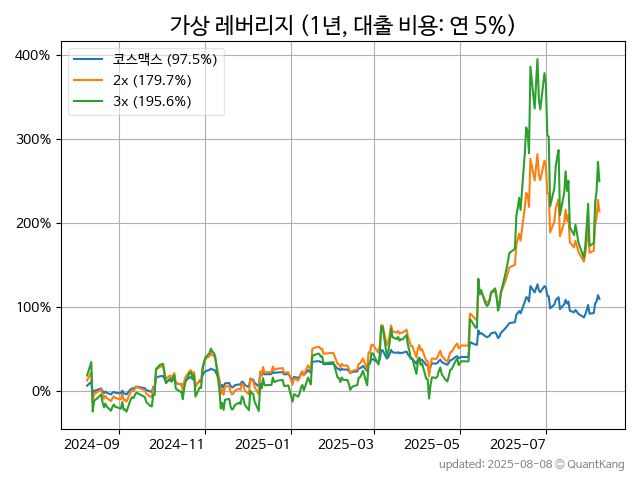 가상 레버리지 (1년, 대출 비용: 연 5%)
400%
300%
200%
100%
0%
코스맥스 (97.5%)
2x (179.7%)
3x (195.6%)
2024-09
2024-11
2025-01
2025-03
2025-05
2025-07
updated: 2025-08-08 © QuantKang